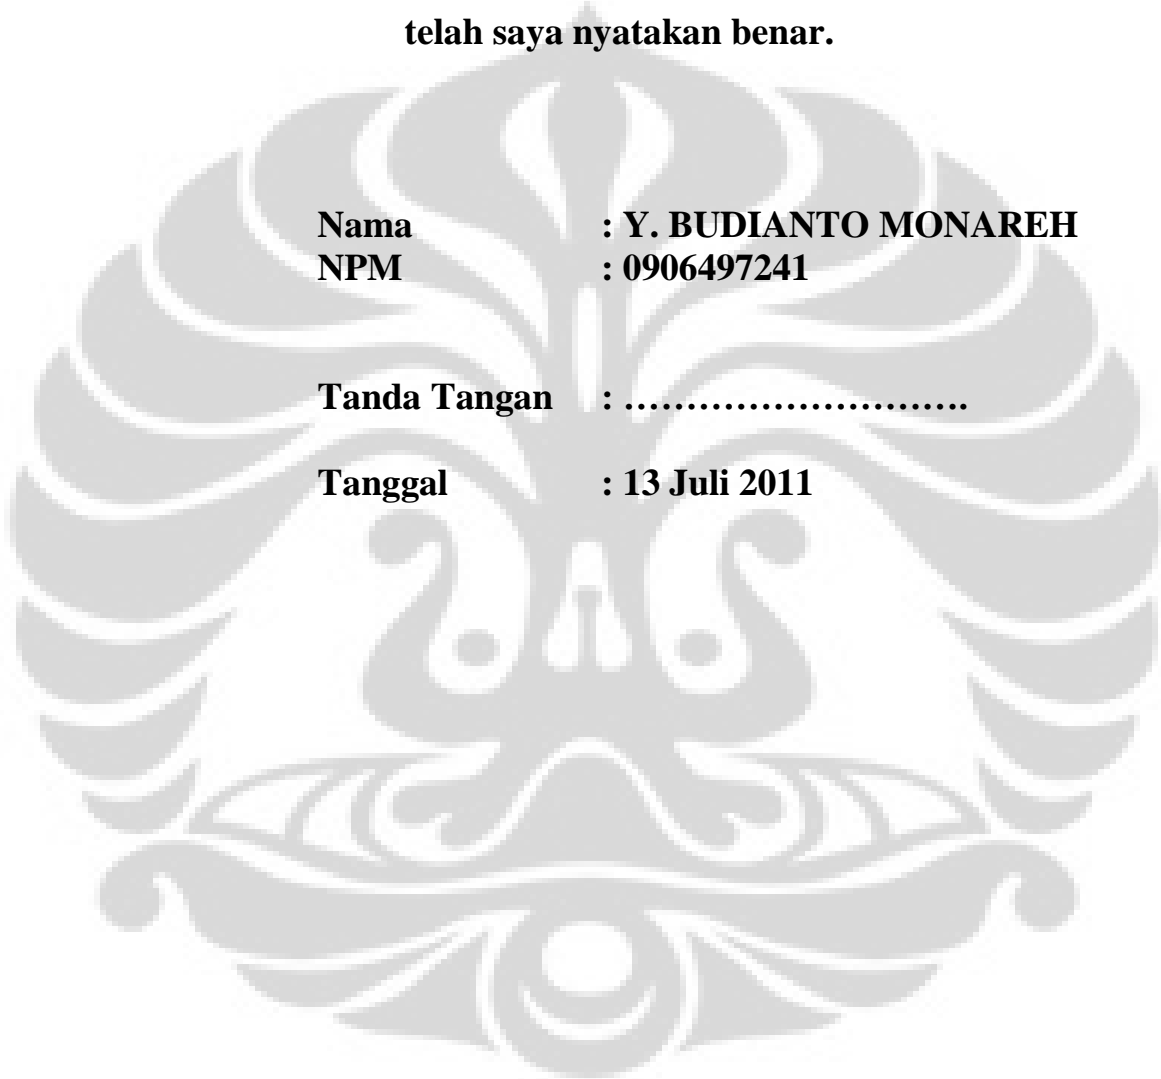 telah saya nyatakan benar.
Nama : Y. BUDIANTO MONAREH
NPM : 0906497241
Tanda Tangan : ……………………….
Tanggal : 13 Juli 2011